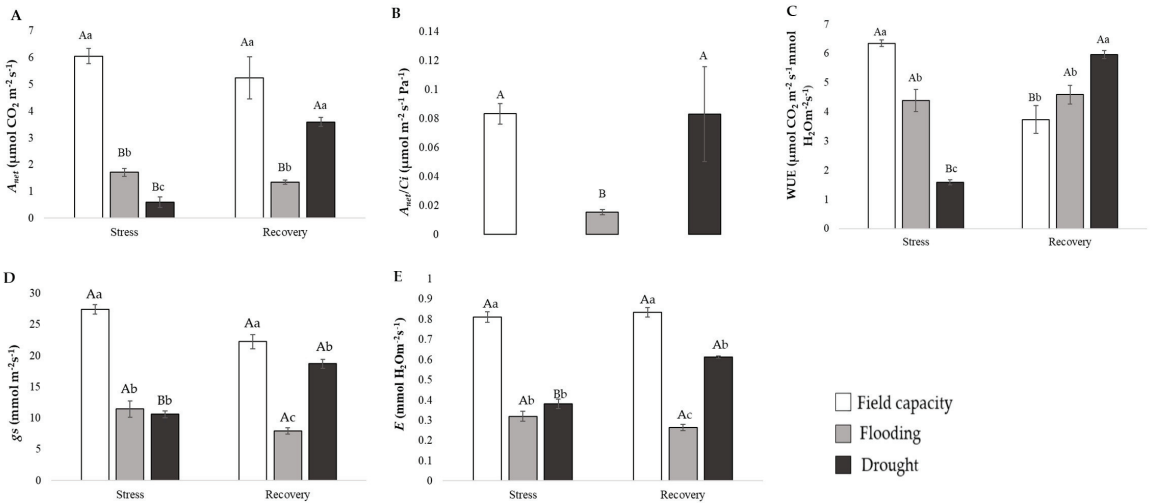 A
Anet (μmol CO2 m-2 s-1)
7
6
5
4
3
2
1
0
Aa
Bb
Bc
Aa
Bb
Aa
Stress
Recovery
B
Anet/Ci (μmol m-2 s-1 Pa-1)
0.14
0.12
0.1
0.08
0.06
0.04
0.02
0
A
B
A
C
WUE (μmol CO2 m-2 s-1 mmol
H2Om-2s-1)
7
6
5
4
3
2
1
0
Aa
Ab
Bc
Bb
Ab
Aa
Stress
Recovery
D
gs (mmol m-2s-1)
30
25
20
15
10
5
0
Aa
Ab
Bb
Aa
Ac
Ab
Stress
Recovery
E
E (mmol H2Om-2s-1)
1
0.9
0.8
0.7
0.6
0.5
0.4
0.3
0.2
0.1
0
Aa
Ab
Bb
Aa
Ac
Ab
Stress
Recovery
Field capacity
Flooding
Drought